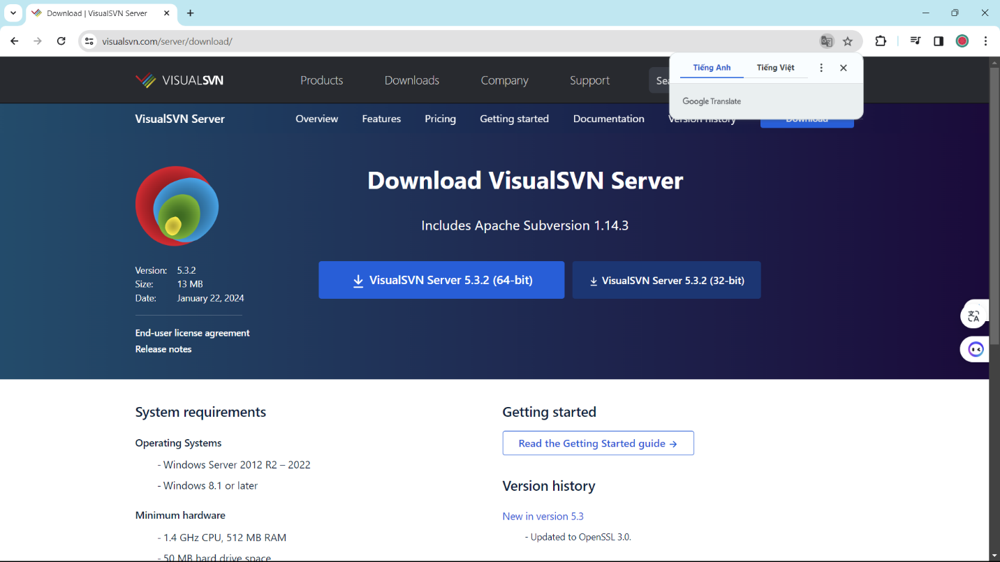 Download | VisualSVN Server
visualsvn.com/server/download/
Tiếng Anh Tiếng Việt
Google Translate
VISUALSVN Products Downloads Company Support
VisualSVN Server Overview Features Pricing Getting started Documentation Version history Download
Download VisualSVN Server
Includes Apache Subversion 1.14.3
VisualSVN Server 5.3.2 (64-bit) VisualSVN Server 5.3.2 (32-bit)
Version: 5.3.2
Size: 13 MB
Date: January 22, 2024
End-user license agreement
Release notes
System requirements
Operating Systems
- Windows Server 2012 R2 – 2022
- Windows 8.1 or later
Minimum hardware
- 1.4 GHz CPU, 512 MB RAM
- 50 MB hard drive space
Getting started
Read the Getting Started guide →
Version history
New in version 5.3
- Updated to OpenSSL 3.0.